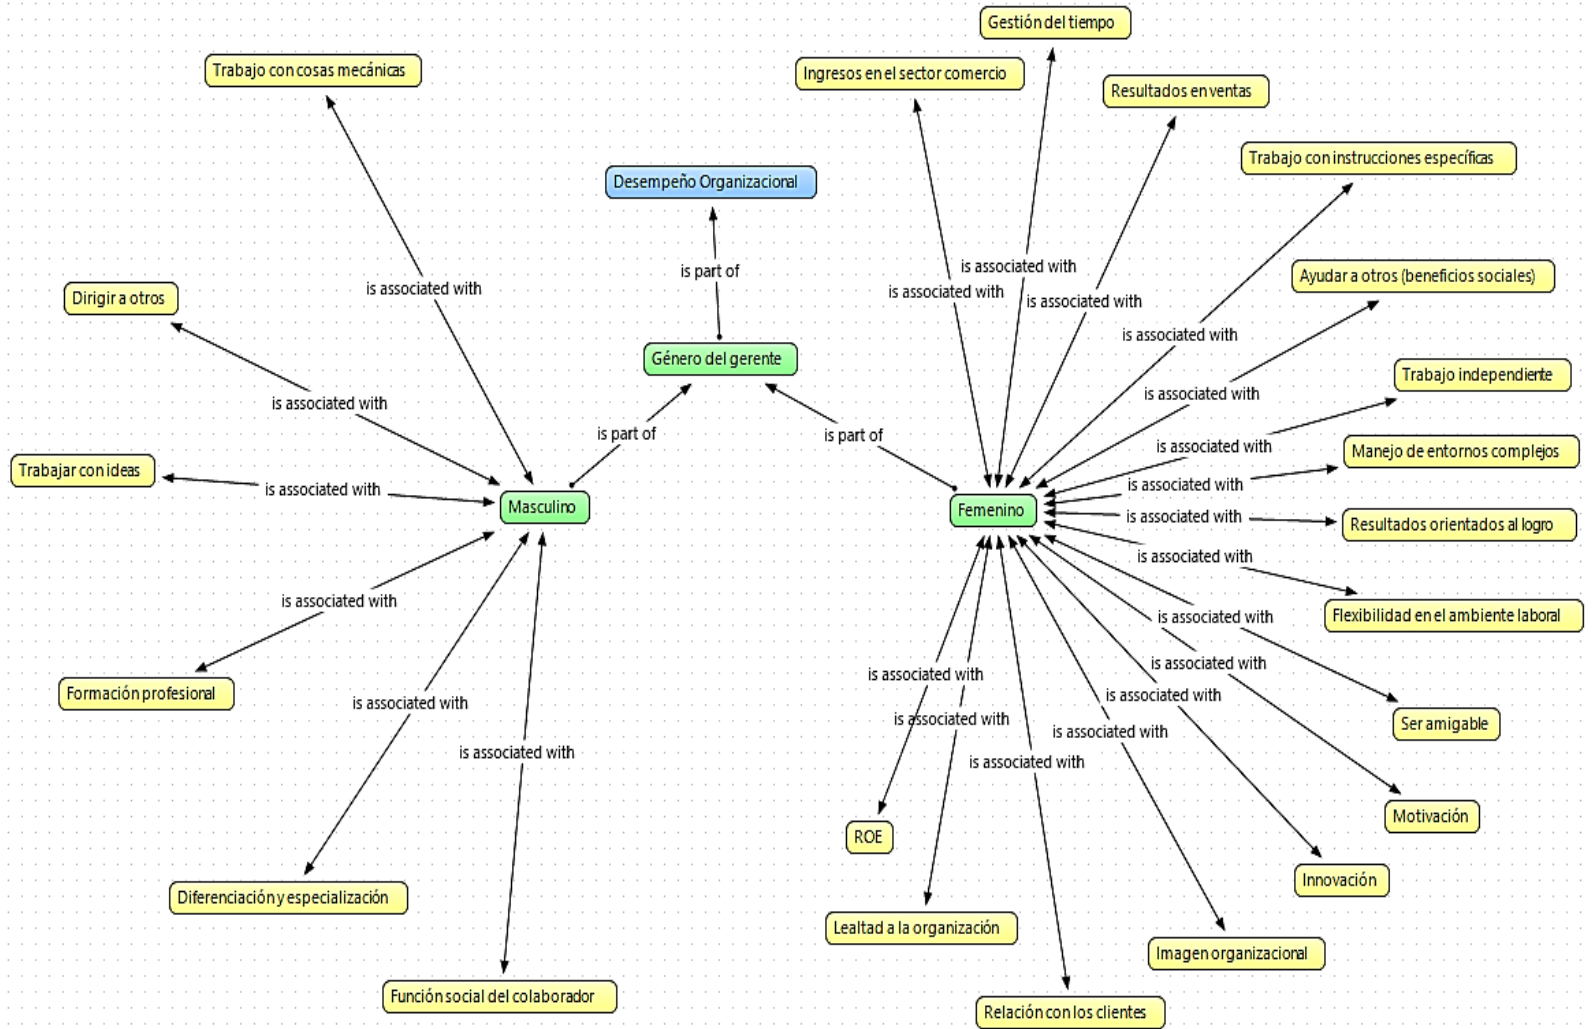 Gestión del tiempo
Trabajo con cosas mecánicas
Ingresos en el sector comercio
Resultados en ventas
Trabajo con instrucciones específicas
Desempeño Organizacional
is part of
is associated with
is associated with
is associated with
is associated with
is associated with
Ayudar a otros (beneficios sociales)
Dirigir a otros
Género del gerente
Trabajo independiente
is associated with
is associated with
is part of
is part of
is associated with
Manejo de entornos complejos
Trabajar con ideas
is associated with
is associated with
Masculino
Femenino
is associated with
Resultados orientados al logro
is associated with
is associated with
Flexibilidad en el ambiente laboral
is associated with
is associated with
is associated with
Formación profesional
is associated with
is associated with
is associated with
Ser amigable
is associated with
is associated with
is associated with
Motivación
ROE
Innovación
Diferenciación y especialización
Lealtad a la organización
Imagen organizacional
Función social del colaborador
Relación con los clientes